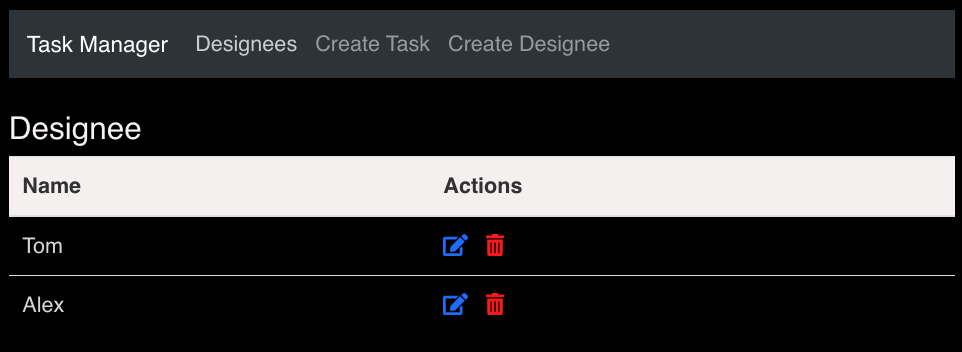 Task Manager Designees Create Task Create Designee
Designee
Name Actions
Tom
Alex